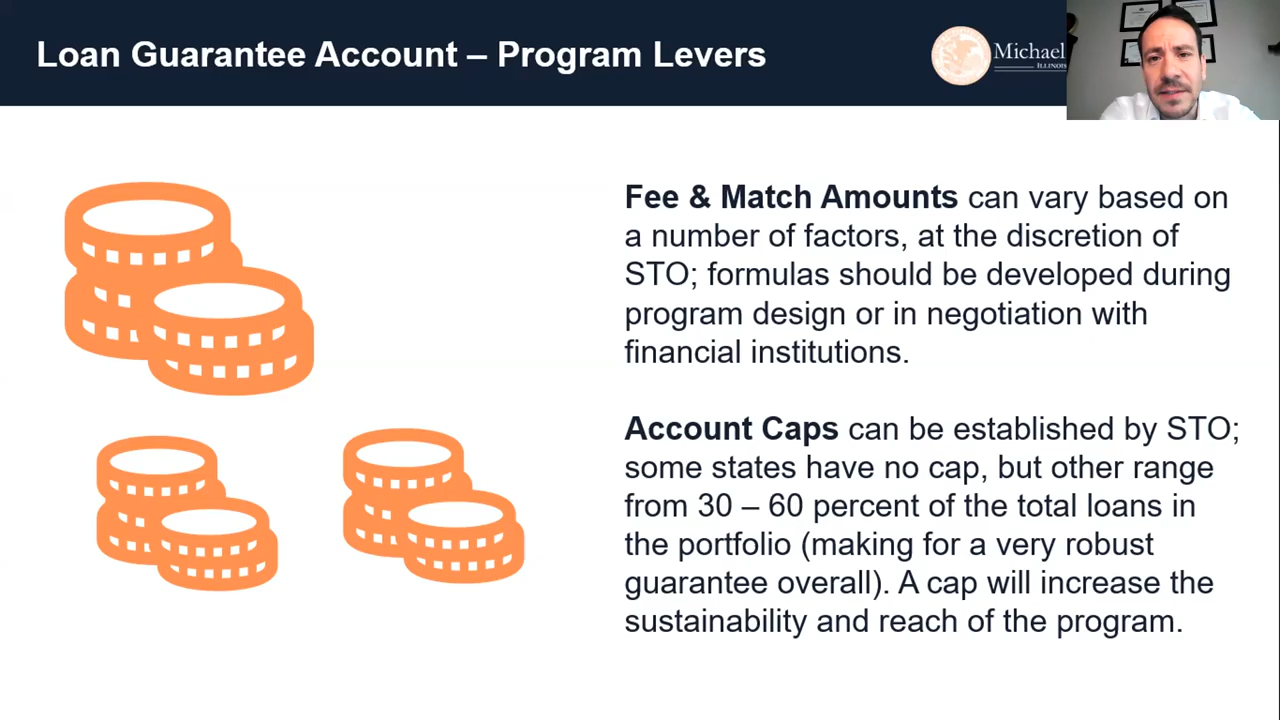 Loan Guarantee Account – Program Levers
Michael
ILLINOIS
Fee & Match Amounts can vary based on
a number of factors, at the discretion of
STO; formulas should be developed during
program design or in negotiation with
financial institutions.
Account Caps can be established by STO;
some states have no cap, but other range
from 30 – 60 percent of the total loans in
the portfolio (making for a very robust
guarantee overall). A cap will increase the
sustainability and reach of the program.